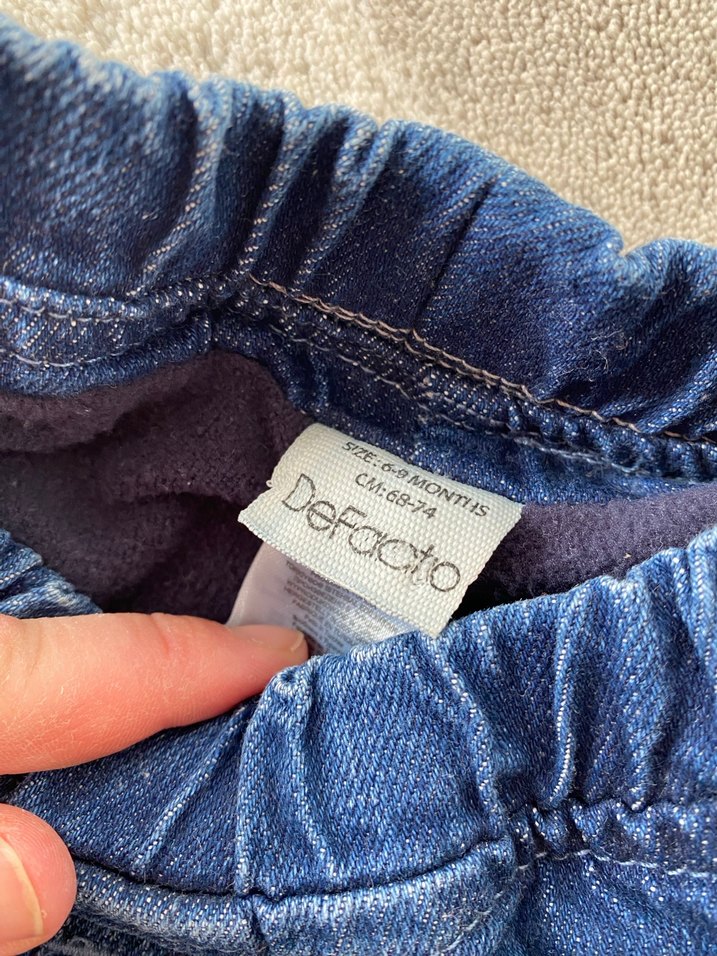 SIZE: 6-9 MONTHS
CM: 68-74
DeFacto